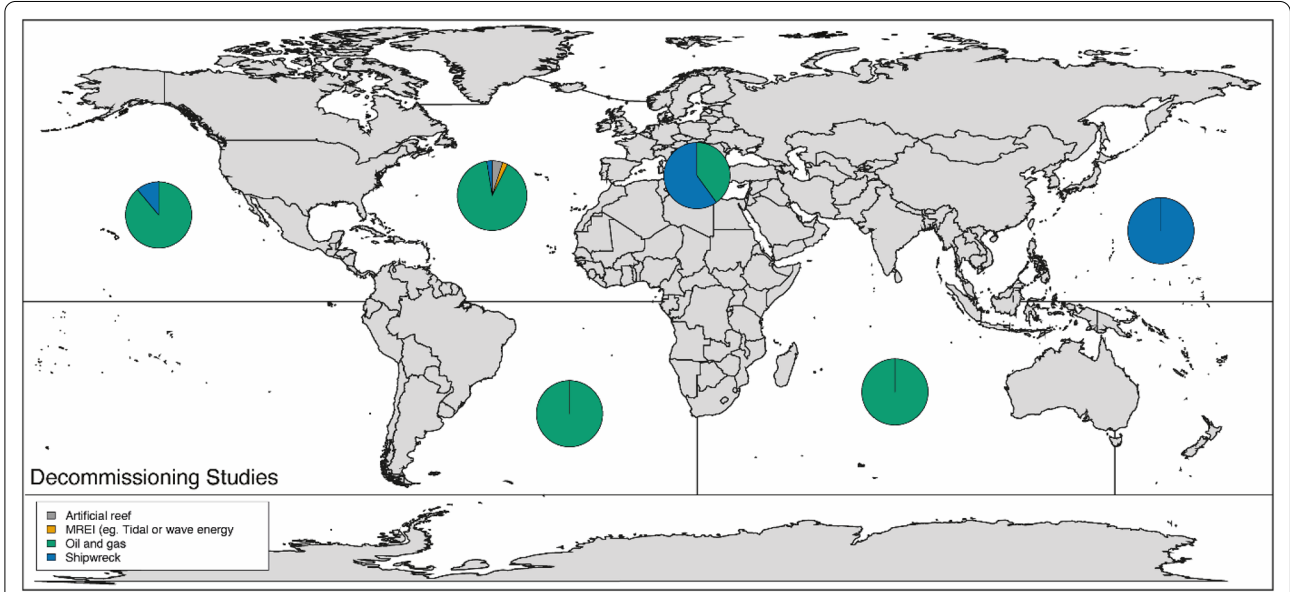 Decommissioning Studies
Artificial reef
MREI (eg. Tidal or wave energy
Oil and gas
Shipwreck